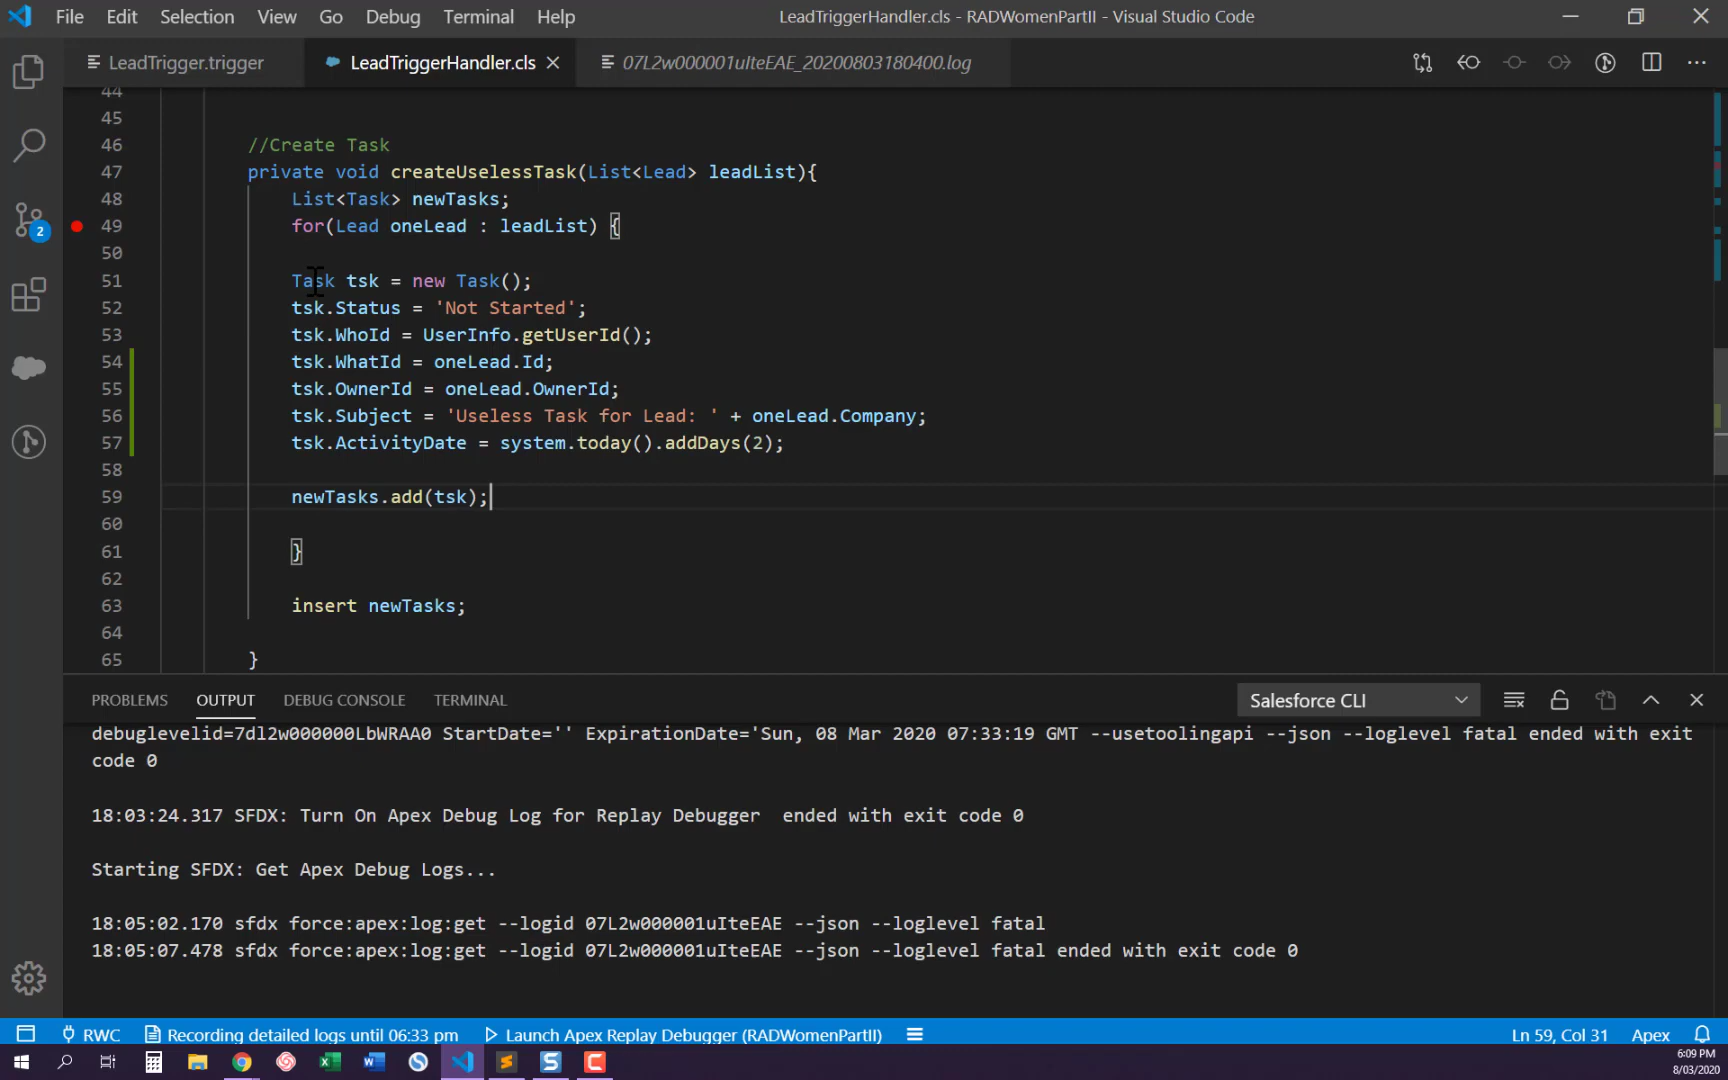 File Edit Selection View Go Debug Terminal Help LeadTriggerHandler.cls - RADWomenPartII - Visual Studio Code
LeadTrigger.trigger LeadTriggerHandler.cls 07L2w000001uIteEAE_20200803180400.log
44
45
46 //Create Task
47 private void createUselessTask(List<Lead> leadList){
48 List<Task> newTasks;
49 for(Lead oneLead : leadList) {
50
51 Task tsk = new Task();
52 tsk.Status = 'Not Started';
53 tsk.WhoId = UserInfo.getUserId();
54 tsk.WhatId = oneLead.Id;
55 tsk.OwnerId = oneLead.OwnerId;
56 tsk.Subject = 'Useless Task for Lead: ' + oneLead.Company;
57 tsk.ActivityDate = system.today().addDays(2);
58
59 newTasks.add(tsk);
60
61 }
62
63 insert newTasks;
64
65 }
2
PROBLEMS OUTPUT DEBUG CONSOLE TERMINAL Salesforce CLI
debuglevelid=7dl2w000000LbWRAA0 StartDate='' ExpirationDate='Sun, 08 Mar 2020 07:33:19 GMT --usetoolingapi --json --loglevel fatal ended with exit
code 0
18:03:24.317 SFDX: Turn On Apex Debug Log for Replay Debugger ended with exit code 0
Starting SFDX: Get Apex Debug Logs...
18:05:02.170 sfdx force:apex:log:get --logid 07L2w000001uIteEAE --json --loglevel fatal
18:05:07.478 sfdx force:apex:log:get --logid 07L2w000001uIteEAE --json --loglevel fatal ended with exit code 0
RWC Recording detailed logs until 06:33 pm Launch Apex Replay Debugger (RADWomenPartII) Ln 59, Col 31 Apex
6:09 PM
8/03/2020